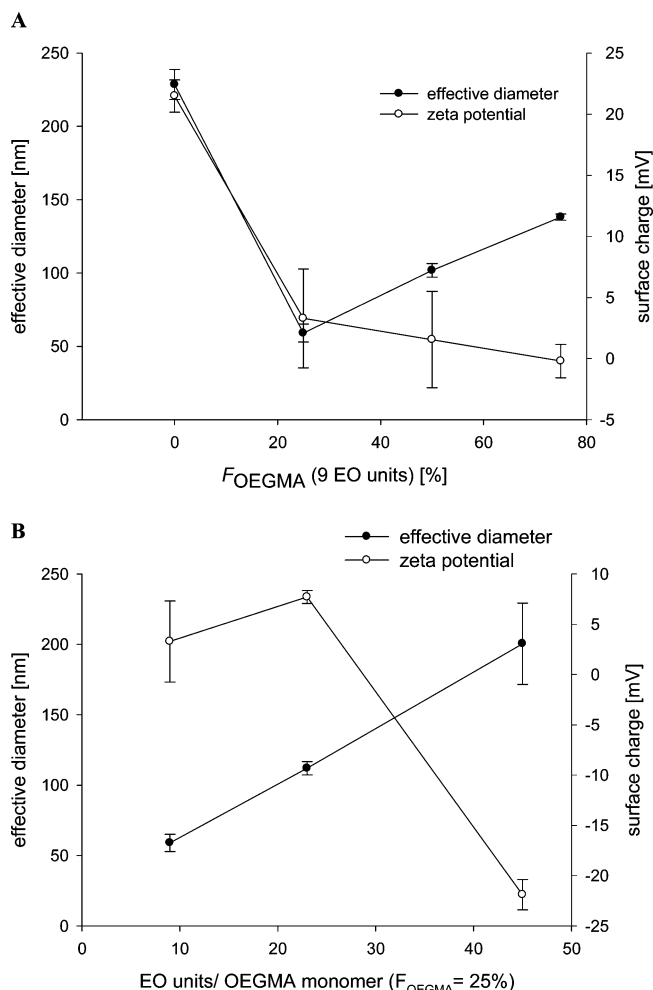 A
effective diameter
zeta potential
250
200
150
100
50
0
effective diameter [nm]
25
20
15
10
5
0
-5
surface charge [mV]
0 20 40 60 80
FOEGMA (9 EO units) [%]
B
effective diameter
zeta potential
250
200
150
100
50
0
effective diameter [nm]
10
5
0
-5
-10
-15
-20
-25
surface charge [mV]
0 10 20 30 40 50
EO units/ OEGMA monomer (FOEGMA= 25%)